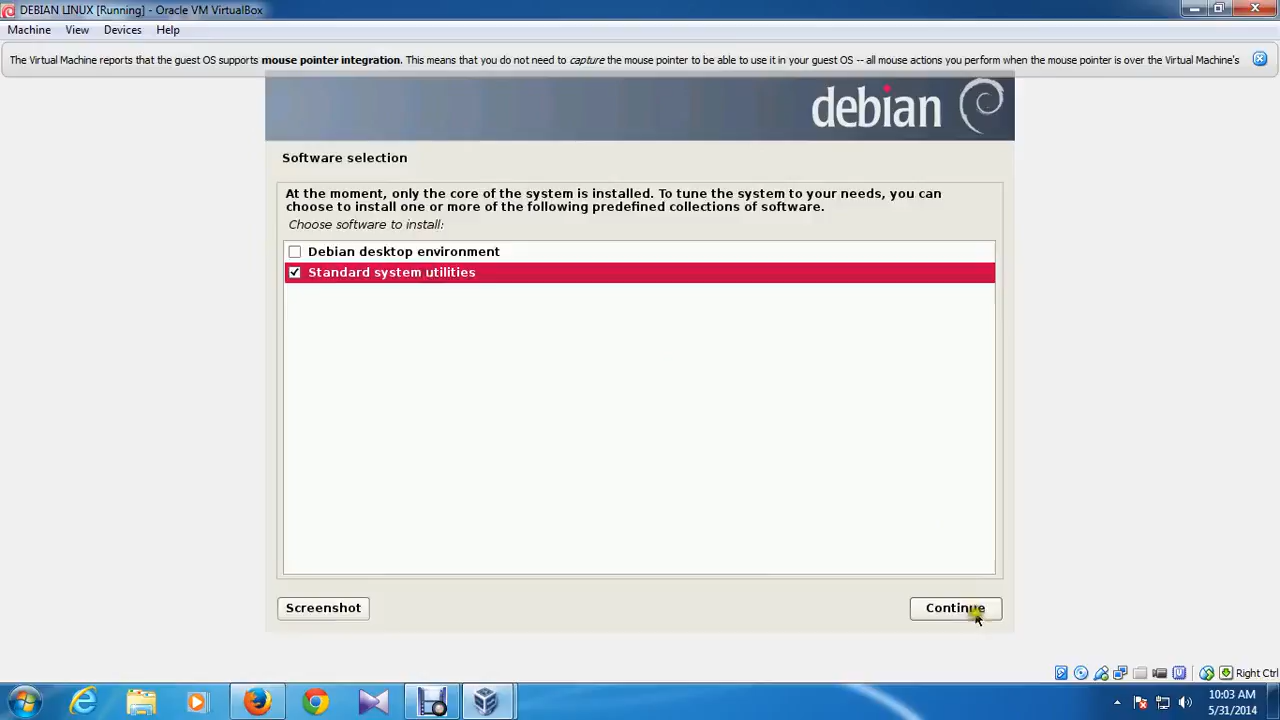 DEBIAN LINUX [Running] - Oracle VM VirtualBox
Machine View Devices Help
The Virtual Machine reports that the guest OS supports mouse pointer integration. This means that you do not need to capture the mouse pointer to be able to use it in your guest OS -- all mouse actions you perform when the mouse pointer is over the Virtual Machine's
debian
Software selection
At the moment, only the core of the system is installed. To tune the system to your needs, you can
choose to install one or more of the following predefined collections of software.
Choose software to install:
Debian desktop environment
Standard system utilities
Screenshot
Continue
Right Ctrl
10:03 AM
5/31/2014